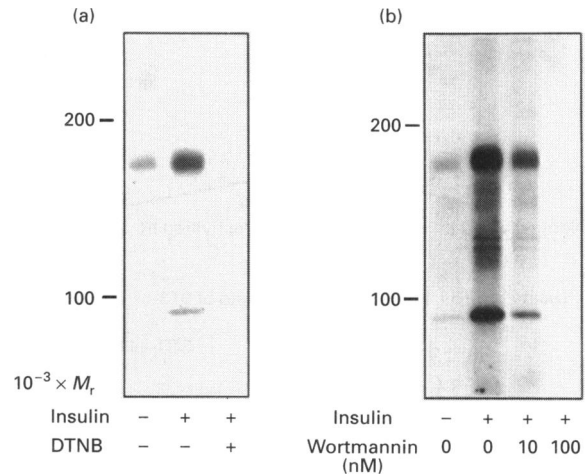 (a)
200
100
10⁻³ × Mᵣ
Insulin − + +
DTNB − − +
(b)
200
100
Insulin − + + +
Wortmannin 0 0 10 100
(nM)